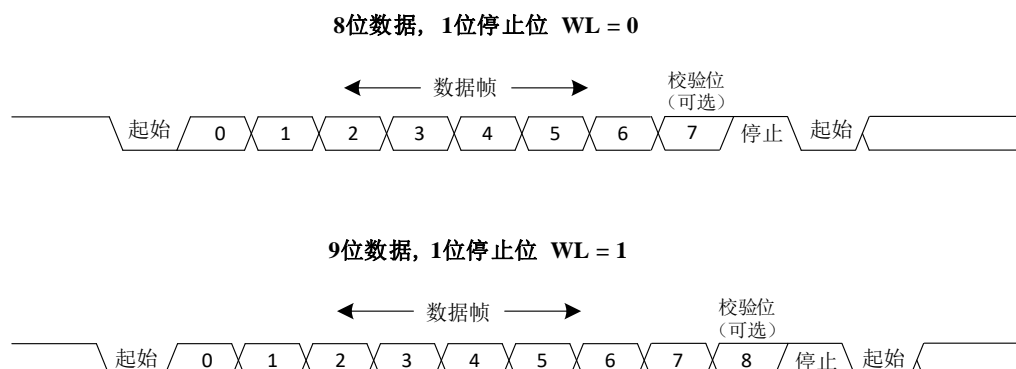 8位数据, 1位停止位 WL = 0
数据帧
校验位
(可选)
起始 0 1 2 3 4 5 6 7 停止 起始
9位数据, 1位停止位 WL = 1
数据帧
校验位
(可选)
起始 0 1 2 3 4 5 6 7 8 停止 起始